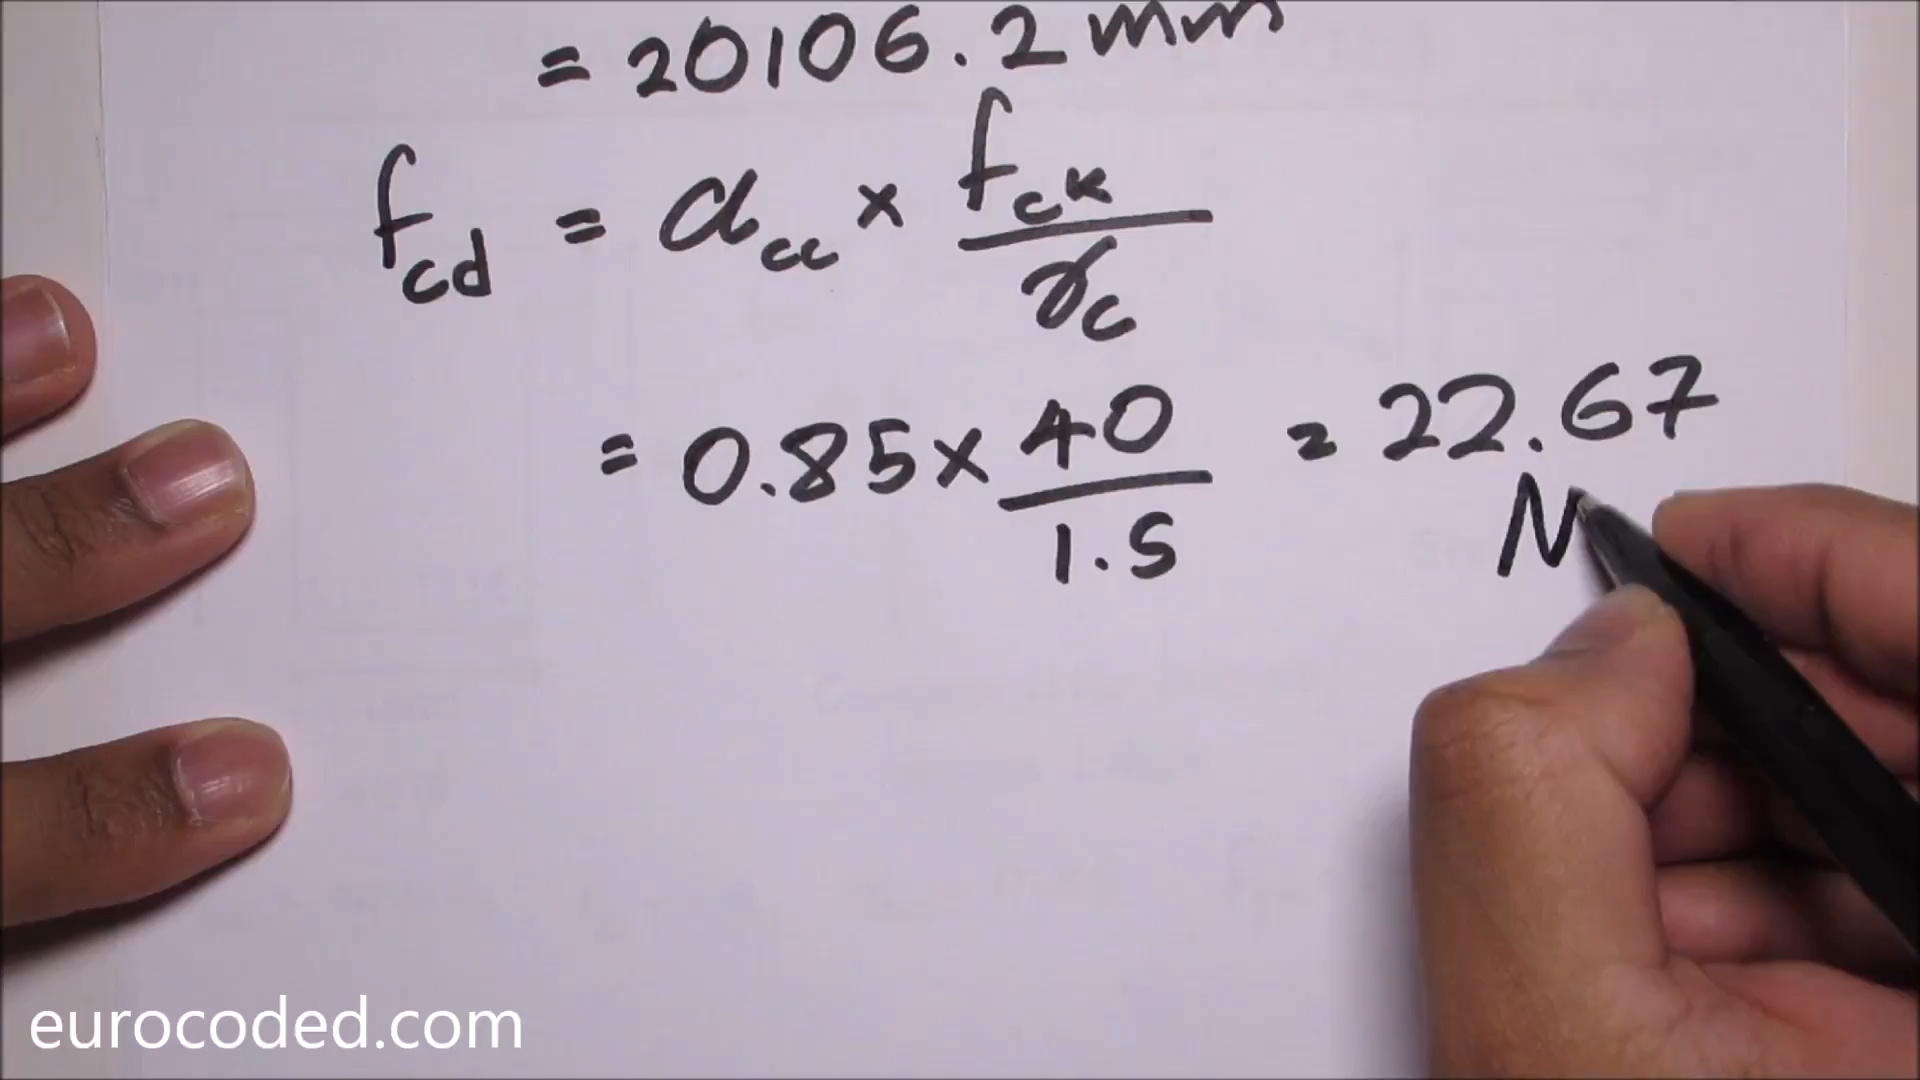 = 20106.2 mm
fcd = αcc × fck/γc
= 0.85 × 40/1.5 = 22.67
N
eurocoded.com